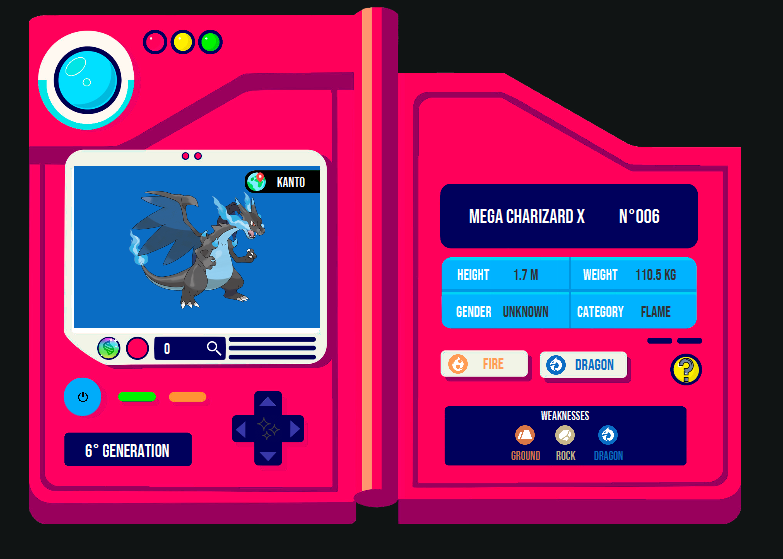 KANTO
0
6° GENERATION
MEGA CHARIZARD X N°006
HEIGHT 1.7 M WEIGHT 110.5 KG
GENDER UNKNOWN CATEGORY FLAME
FIRE DRAGON
?
WEAKNESSES
GROUND ROCK DRAGON